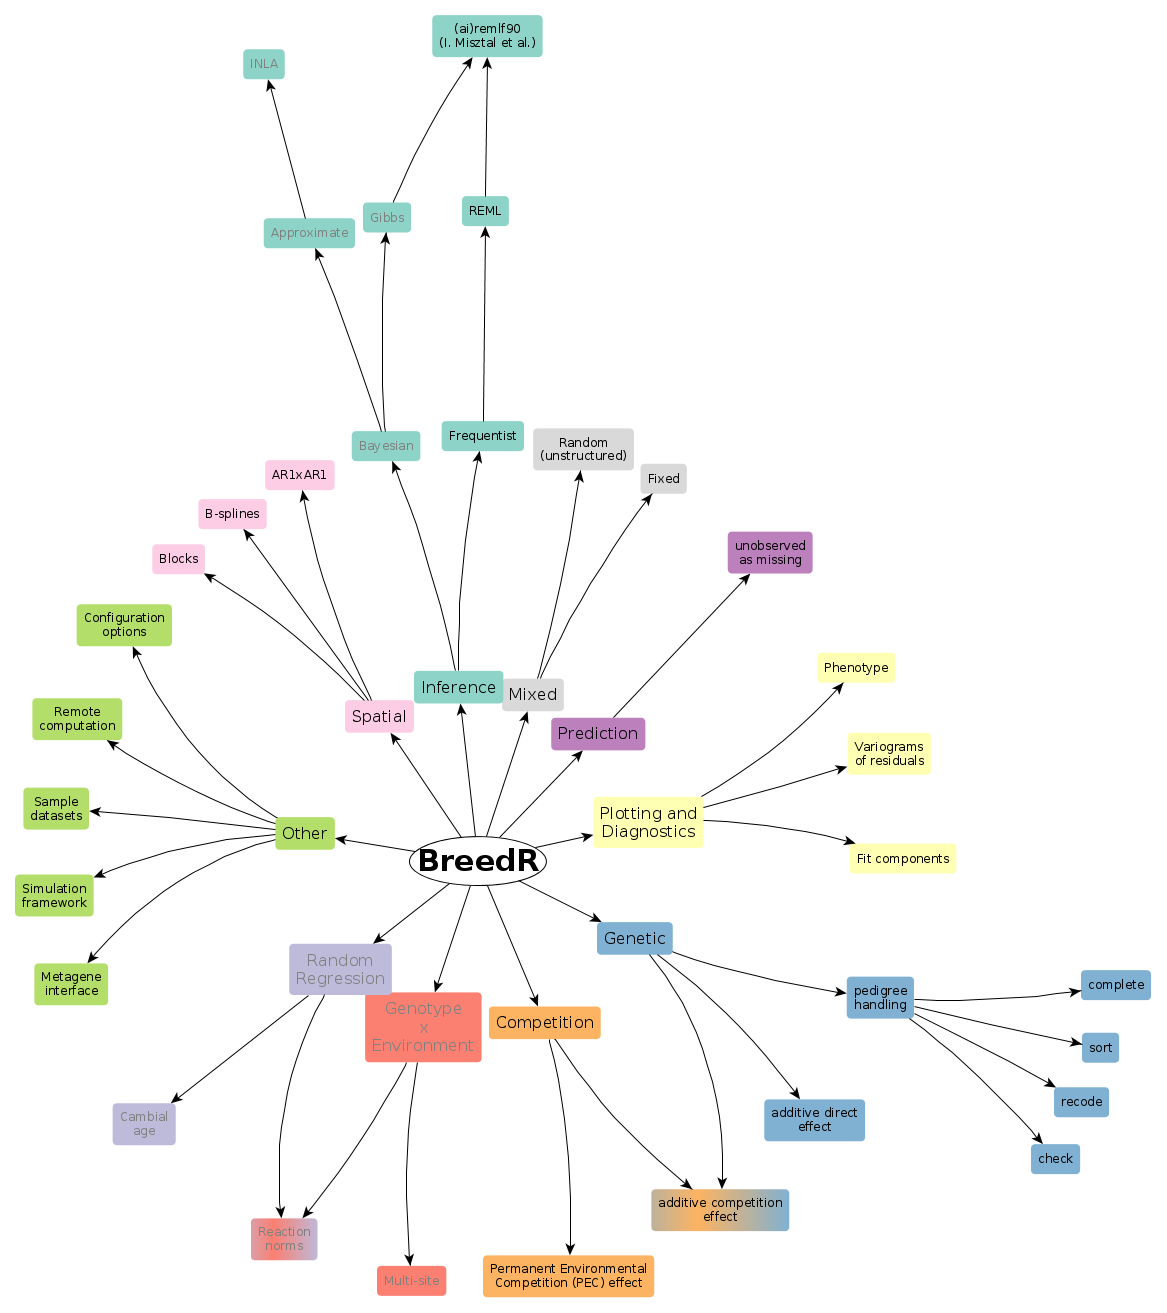 (ai)remlf90
(I. Misztal et al.)
INLA
REML
Gibbs
Approximate
Frequentist
Random
(unstructured)
Bayesian
AR1xAR1
Fixed
B-splines
unobserved
as missing
Blocks
Configuration
options
Phenotype
Inference
Mixed
Spatial
Remote
computation
Prediction
Variograms
of residuals
Sample
datasets
Plotting and
Diagnostics
Other
BreedR
Fit components
Simulation
framework
Genetic
Random
Regression
Metagene
interface
pedigree
handling
complete
Genotype
x
Environment
Competition
sort
recode
Cambial
age
additive direct
effect
check
additive competition
effect
Reaction
norms
Multi-site
Permanent Environmental
Competition (PEC) effect